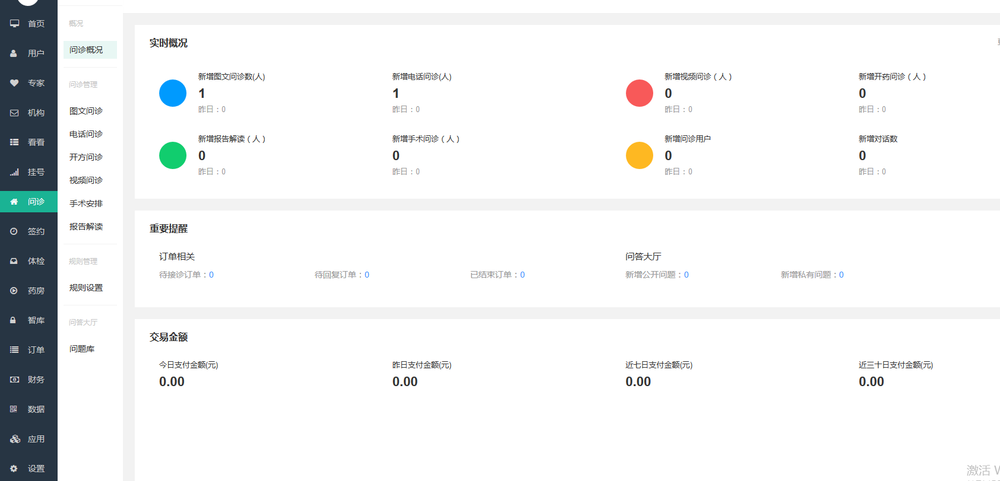 首页
用户
专家
机构
看看
挂号
问诊
签约
体检
药房
智库
订单
财务
数据
应用
设置
概况
问诊概况
问诊管理
图文问诊
电话问诊
开方问诊
视频问诊
手术安排
报告解读
规则管理
规则设置
问答大厅
问题库
实时概况
新增图文问诊数(人) 新增电话问诊(人) 新增视频问诊（人） 新增开药问诊（人）
1 1 0 0
昨日：0 昨日：0 昨日：0 昨日：0
新增报告解读（人） 新增手术问诊（人） 新增问诊用户 新增对话数
0 0 0 0
昨日：0 昨日：0 昨日：0 昨日：0
重要提醒
订单相关 问答大厅
待接诊订单：0 待回复订单：0 已结束订单：0 新增公开问题：0 新增私有问题：0
交易金额
今日支付金额(元) 昨日支付金额(元) 近七日支付金额(元) 近三十日支付金额(元)
0.00 0.00 0.00 0.00
激活 W